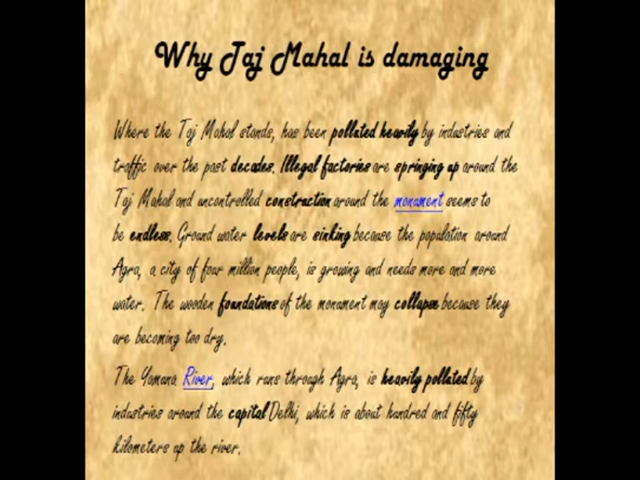 Why Taj Mahal is damaging
Where the Taj Mahal stands, has been polluted heavily by industries and
traffic over the past decades. Illegal factories are springing up around the
Taj Mahal and uncontrolled construction around the monument seems to
be endless. Ground water levels are sinking because the population around
Agra, a city of four million people, is growing and needs more and more
water. The wooden foundations of the monument may collapse because they
are becoming too dry.
The Yamuna River, which runs through Agra, is heavily polluted by
industries around the capital Delhi, which is about hundred and fifty
kilometers up the river.